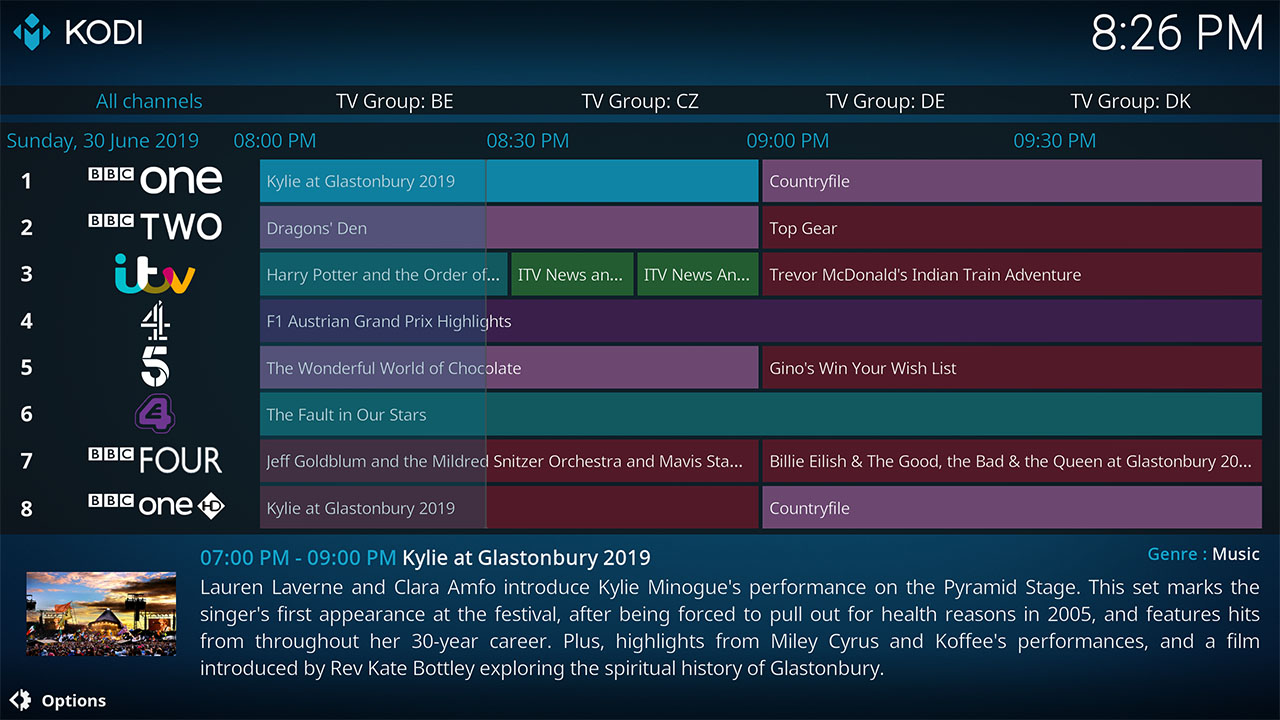 KODI
8:26 PM
All channels TV Group: BE TV Group: CZ TV Group: DE TV Group: DK
Sunday, 30 June 2019 08:00 PM 08:30 PM 09:00 PM 09:30 PM
1 BBC one Kylie at Glastonbury 2019 Countryfile
2 BBC TWO Dragons' Den Top Gear
3 itv Harry Potter and the Order of... ITV News an... ITV News An... Trevor McDonald's Indian Train Adventure
4 4 F1 Austrian Grand Prix Highlights
5 5 The Wonderful World of Chocolate Gino's Win Your Wish List
6 E4 The Fault in Our Stars
7 BBC FOUR Jeff Goldblum and the Mildred Snitzer Orchestra and Mavis Sta... Billie Eilish & The Good, the Bad & the Queen at Glastonbury 20...
8 BBC one HD Kylie at Glastonbury 2019 Countryfile
07:00 PM - 09:00 PM Kylie at Glastonbury 2019 Genre : Music
Lauren Laverne and Clara Amfo introduce Kylie Minogue's performance on the Pyramid Stage. This set marks the
singer's first appearance at the festival, after being forced to pull out for health reasons in 2005, and features hits
from throughout her 30-year career. Plus, highlights from Miley Cyrus and Koffee's performances, and a film
introduced by Rev Kate Bottley exploring the spiritual history of Glastonbury.
Options